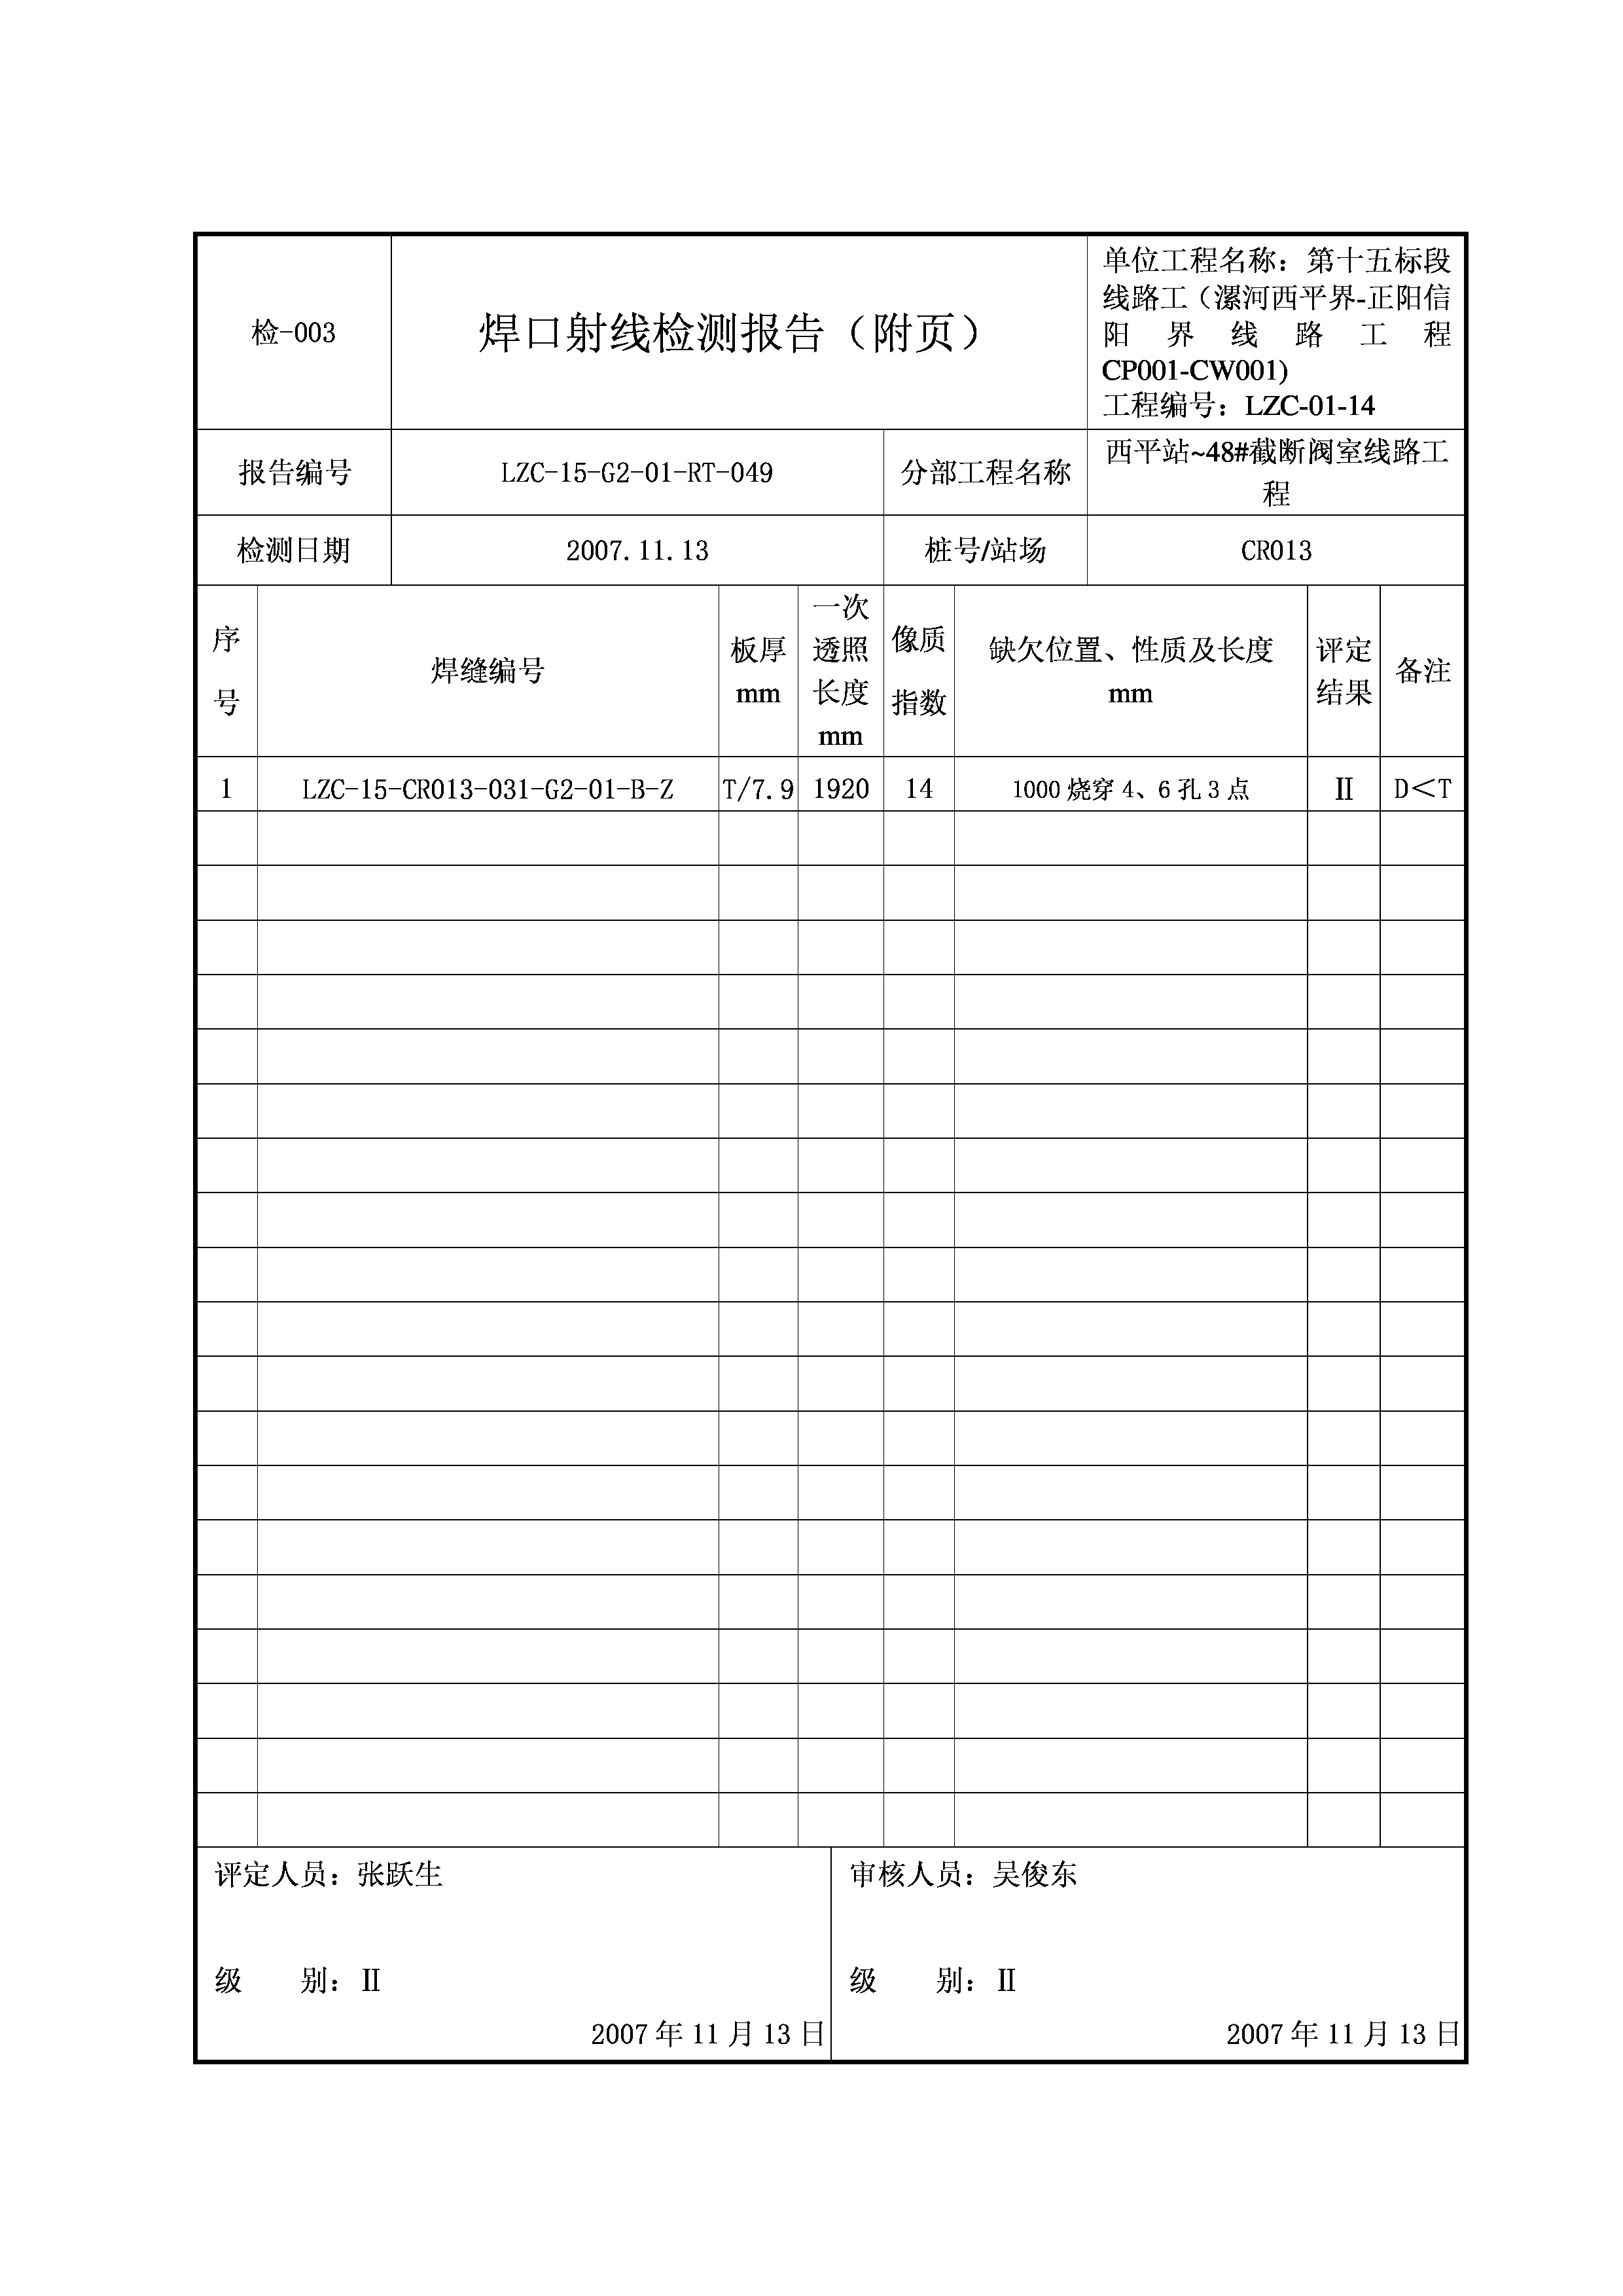 检-003
焊口射线检测报告（附页）
单位工程名称：第十五标段
线路工（漯河西平界-正阳信
阳界线路工程
CP001-CW001)
工程编号：LZC-01-14
报告编号
LZC-15-G2-01-RT-049
分部工程名称
西平站~48#截断阀室线路工
程
检测日期
2007.11.13
桩号/站场
CR013
序
号
焊缝编号
板厚
mm
一次
透照
长度
mm
像质
指数
缺欠位置、性质及长度
mm
评定
结果
备注
1 LZC-15-CR013-031-G2-01-B-Z T/7.9 1920 14 1000 烧穿 4、6 孔 3 点 Ⅱ D＜T
评定人员：张跃生
级 别：Ⅱ
2007 年 11 月 13 日
审核人员：吴俊东
级 别：Ⅱ
2007 年 11 月 13 日